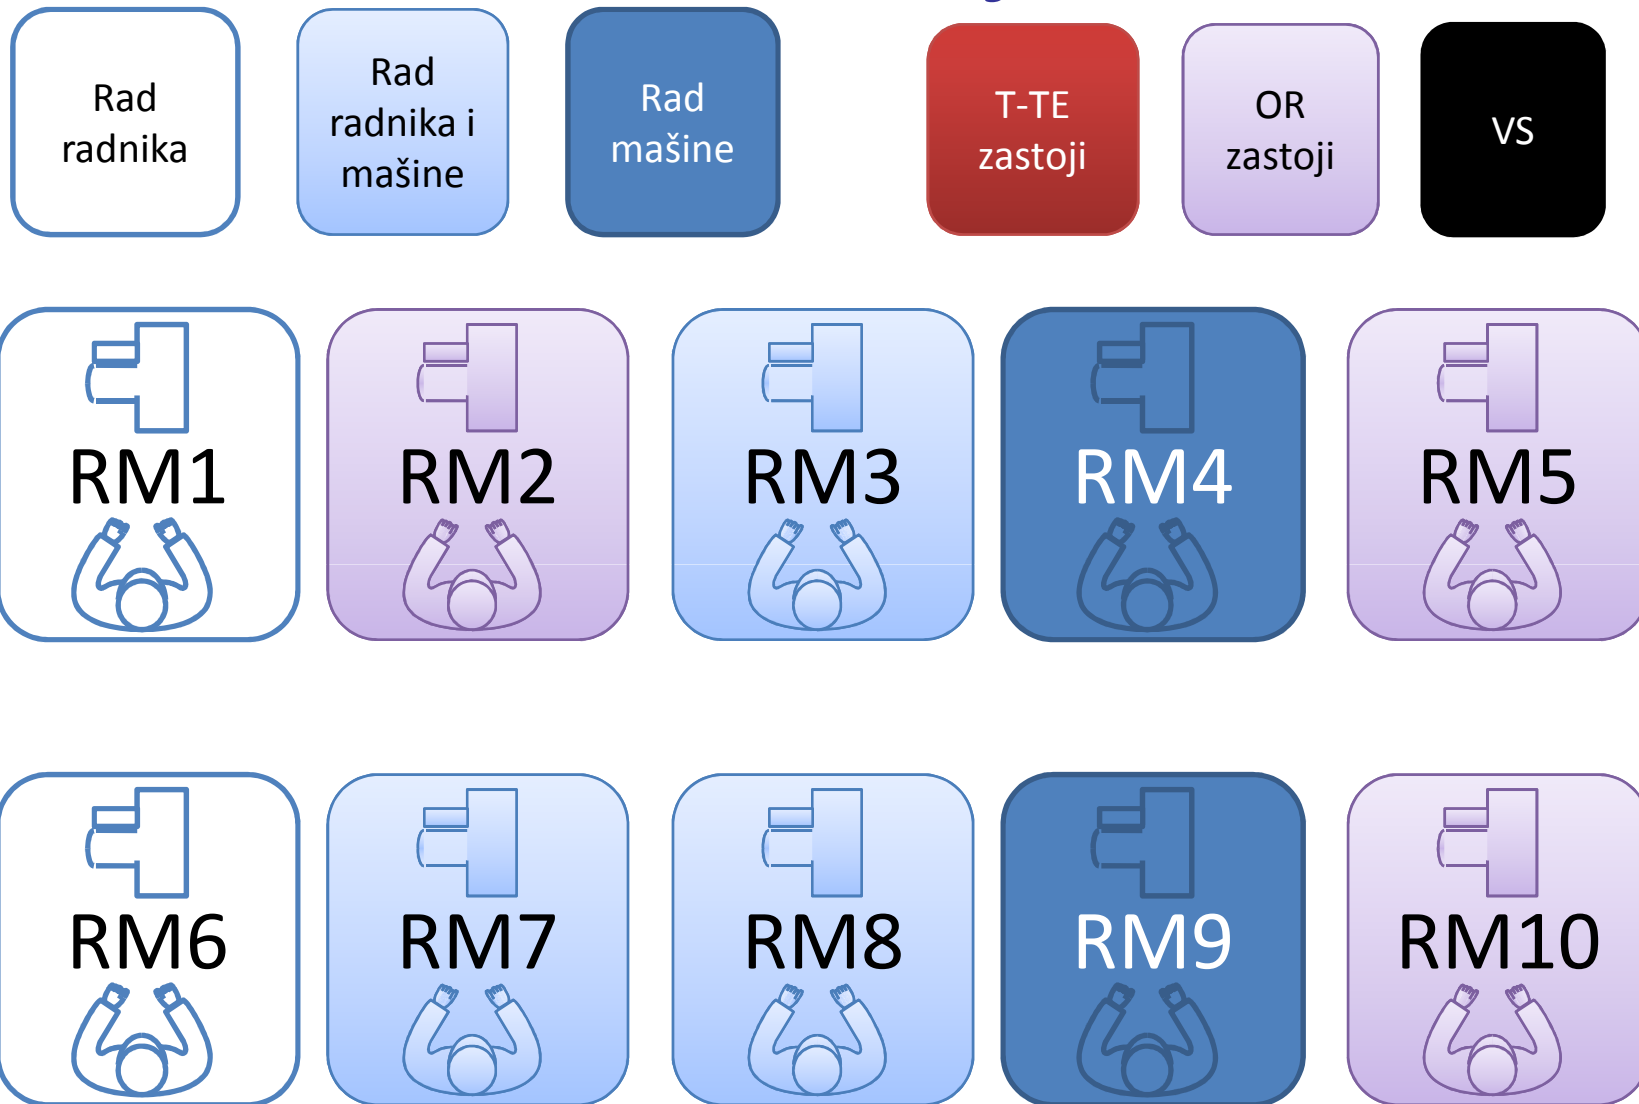 Rad
radnika
Rad
radnika i
mašine
Rad
mašine
T-TE
zastoji
OR
zastoji
VS
RM1
RM2
RM3
RM4
RM5
RM6
RM7
RM8
RM9
RM10